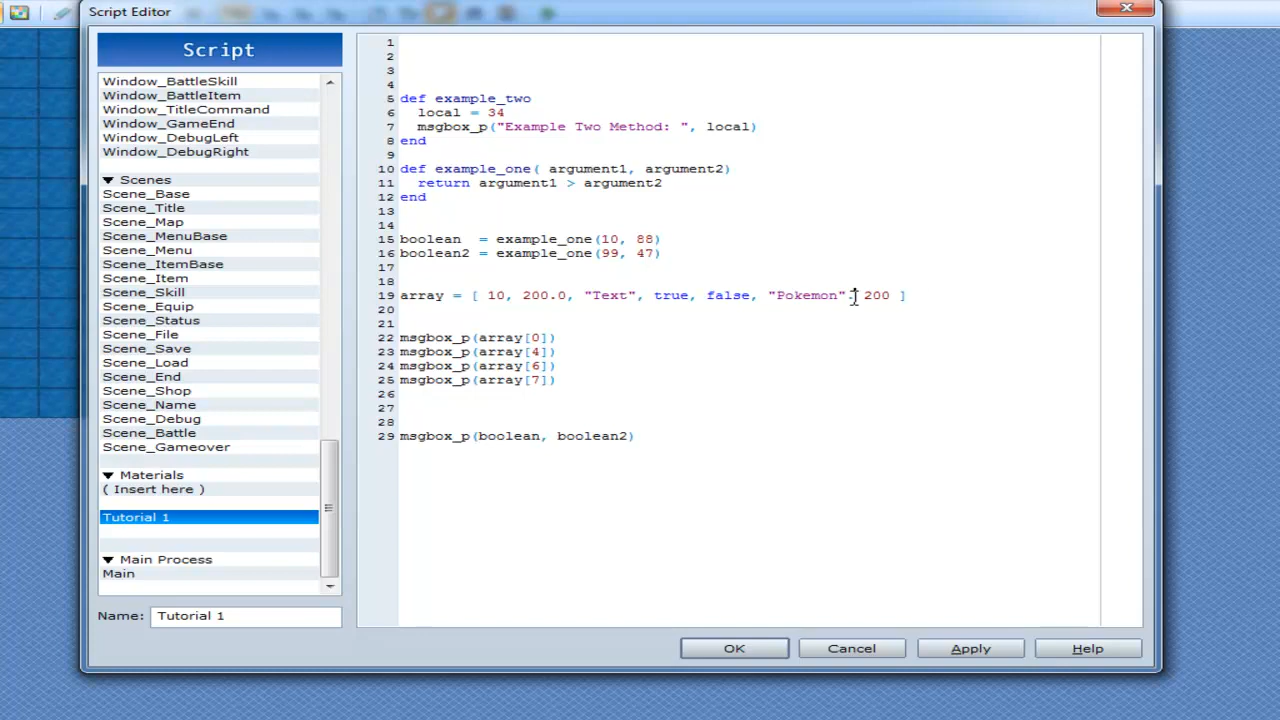 Script Editor
Script
Window_BattleSkill
Window_BattleItem
Window_TitleCommand
Window_GameEnd
Window_DebugLeft
Window_DebugRight
Scenes
Scene_Base
Scene_Title
Scene_Map
Scene_MenuBase
Scene_Menu
Scene_ItemBase
Scene_Item
Scene_Skill
Scene_Equip
Scene_Status
Scene_File
Scene_Save
Scene_Load
Scene_End
Scene_Shop
Scene_Name
Scene_Debug
Scene_Battle
Scene_Gameover
Materials
( Insert here )
Tutorial 1
Main Process
Main
Name: Tutorial 1
1
2
3
4
5 def example_two
6 local = 34
7 msgbox_p("Example Two Method: ", local)
8 end
9
10 def example_one( argument1, argument2)
11 return argument1 > argument2
12 end
13
14
15 boolean = example_one(10, 88)
16 boolean2 = example_one(99, 47)
17
18
19 array = [ 10, 200.0, "Text", true, false, "Pokemon", 200 ]
20
21
22 msgbox_p(array[0])
23 msgbox_p(array[4])
24 msgbox_p(array[6])
25 msgbox_p(array[7])
26
27
28
29 msgbox_p(boolean, boolean2)
OK Cancel Apply Help